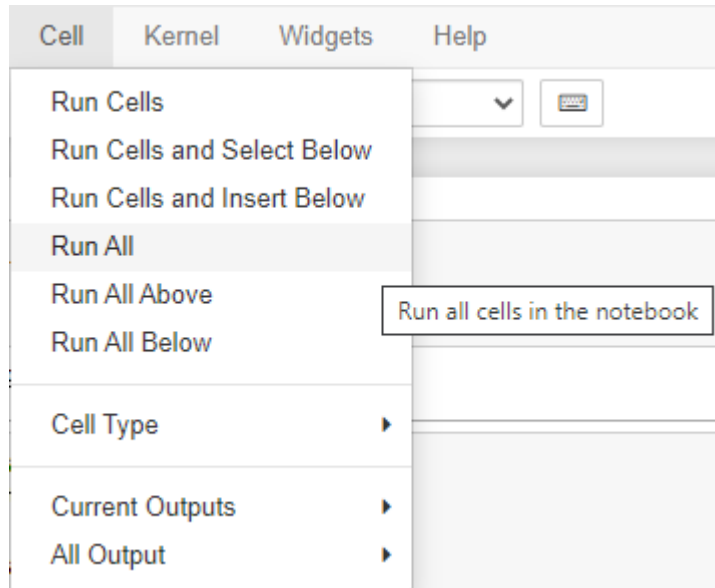 Cell Kernel Widgets Help
Run Cells
Run Cells and Select Below
Run Cells and Insert Below
Run All
Run All Above
Run all cells in the notebook
Run All Below
Cell Type
Current Outputs
All Output